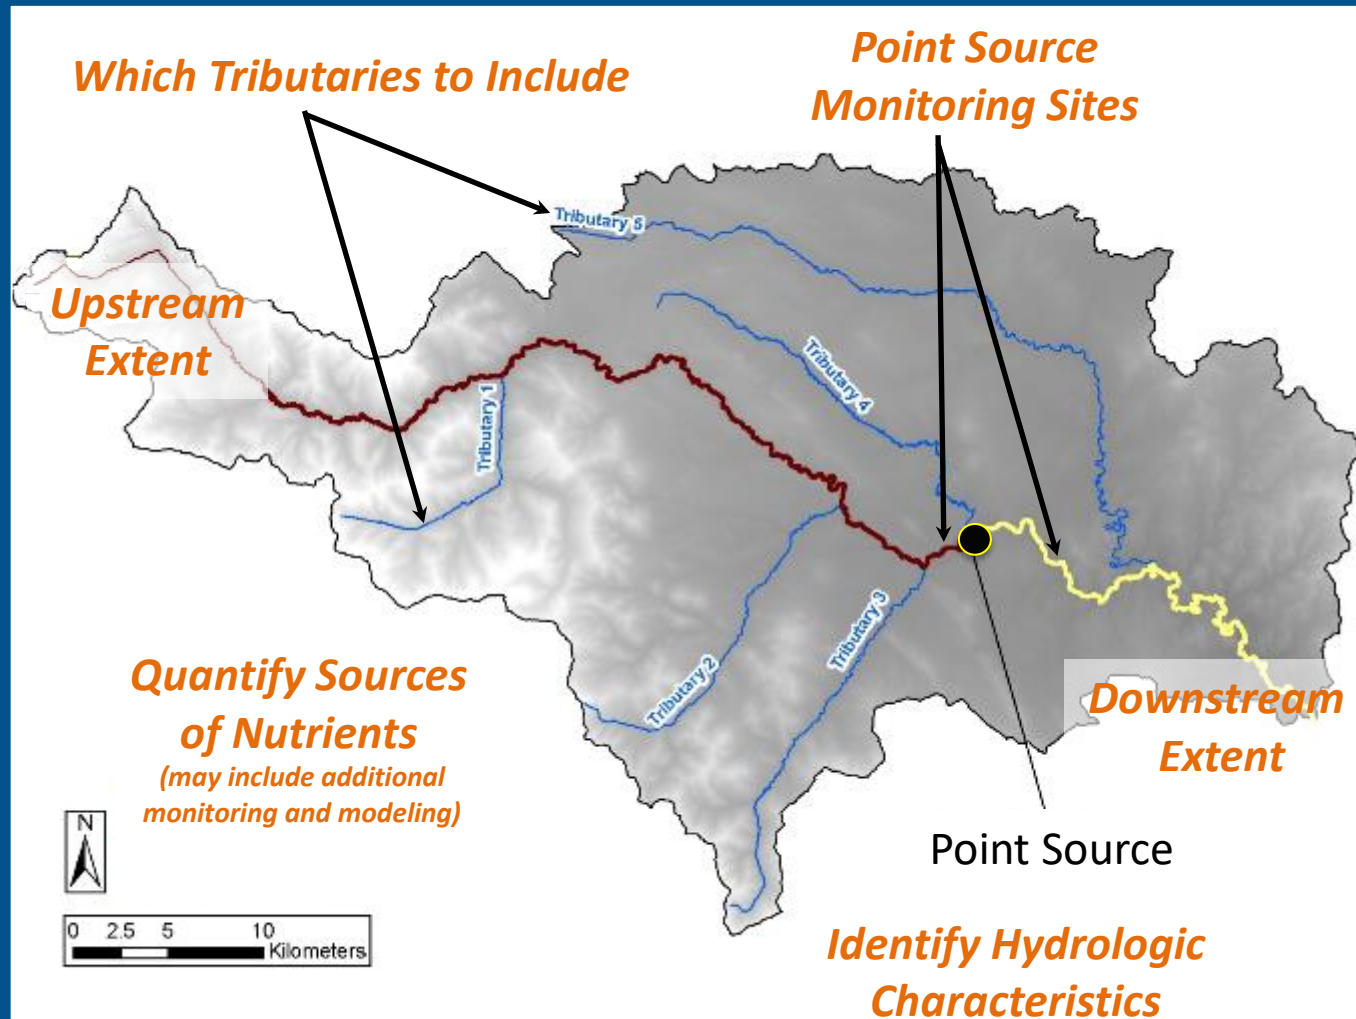 Which Tributaries to Include
Point Source
Monitoring Sites
Tributary 5
Upstream
Extent
Tributary 1
Tributary 4
Tributary 3
Tributary 2
Quantify Sources
of Nutrients
(may include additional
monitoring and modeling)
Downstream
Extent
Point Source
N
0 2.5 5 10
Kilometers
Identify Hydrologic
Characteristics